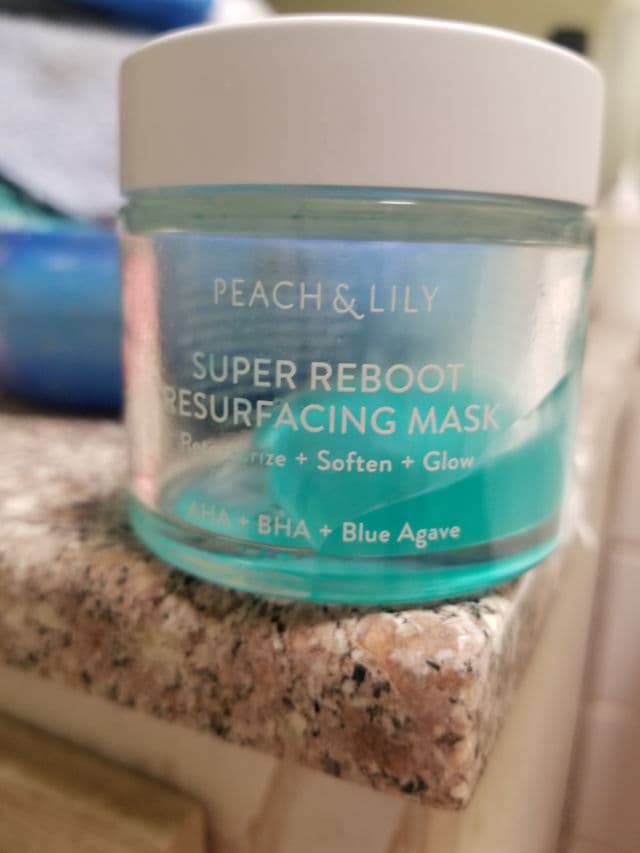 PEACH & LILY
SUPER REBOOT
RESURFACING MASK
+ Soften + Glow
AHA + BHA + Blue Agave